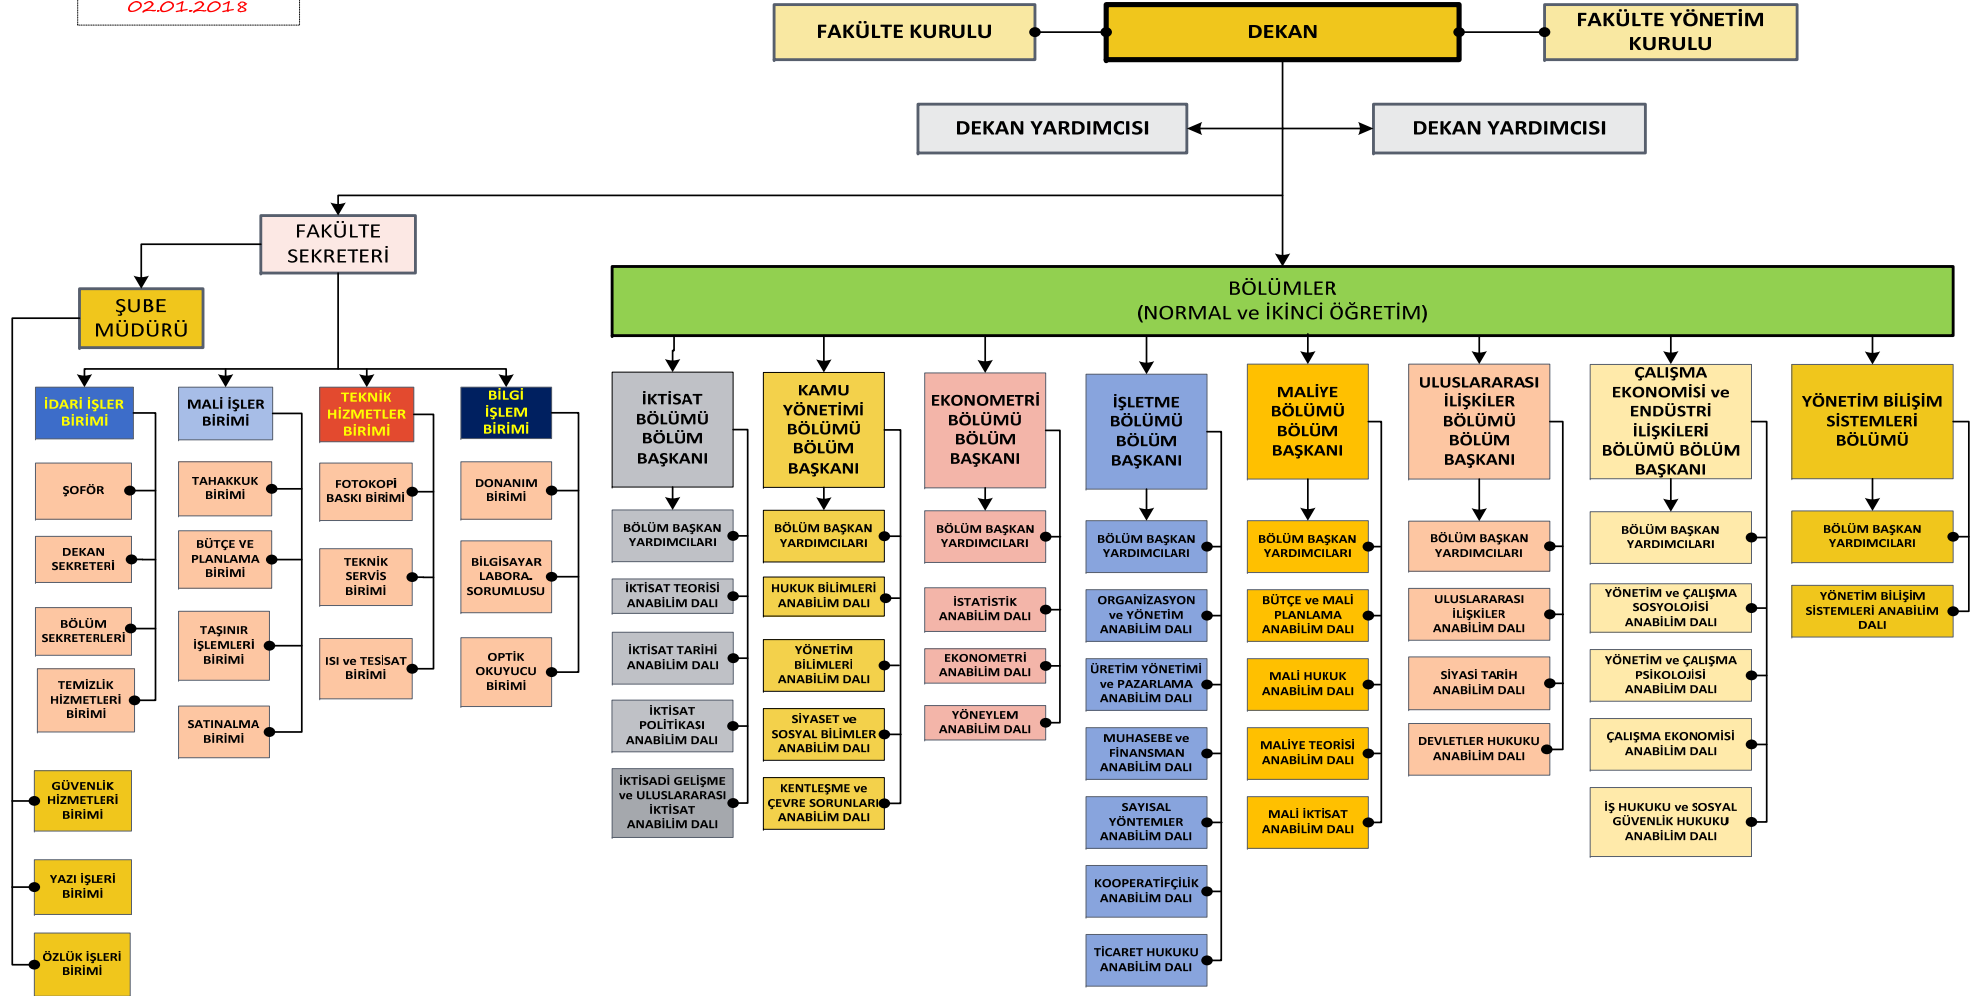 02.01.2018
FAKÜLTE KURULU
DEKAN
FAKÜLTE YÖNETİM
KURULU
DEKAN YARDIMCISI
DEKAN YARDIMCISI
FAKÜLTE
SEKRETERİ
ŞUBE
MÜDÜRÜ
BÖLÜMLER
(NORMAL ve İKİNCİ ÖĞRETİM)
İDARİ İŞLER
BİRİMİ
ŞOFÖR
DEKAN
SEKRETERİ
BÖLÜM
SEKRETERLERİ
TEMİZLİK
HİZMETLERİ
BİRİMİ
GÜVENLİK
HİZMETLERİ
BİRİMİ
YAZI İŞLERİ
BİRİMİ
ÖZLÜK İŞLERİ
BİRİMİ
MALİ İŞLER
BİRİMİ
TAHAKKUK
BİRİMİ
BÜTÇE VE
PLANLAMA
BİRİMİ
TAŞINIR
İŞLEMLERİ
BİRİMİ
SATINALMA
BİRİMİ
TEKNİK
HİZMETLER
BİRİMİ
FOTOKOPİ
BASKI BİRİMİ
TEKNİK
SERVİS
BİRİMİ
ISI ve TESİSAT
BİRİMİ
BİLGİ
İŞLEM
BİRİMİ
DONANIM
BİRİMİ
BİLGİSAYAR
LABORA.
SORUMLUSU
OPTİK
OKUYUCU
BİRİMİ
İKTİSAT
BÖLÜMÜ
BÖLÜM
BAŞKANI
BÖLÜM BAŞKAN
YARDIMCILARI
İKTİSAT TEORİSİ
ANABİLİM DALI
İKTİSAT TARİHİ
ANABİLİM DALI
İKTİSAT
POLİTİKASI
ANABİLİM DALI
İKTİSADİ GELİŞME
ve ULUSLARARASI
İKTİSAT
ANABİLİM DALI
KAMU
YÖNETİMİ
BÖLÜMÜ
BÖLÜM
BAŞKANI
BÖLÜM BAŞKAN
YARDIMCILARI
HUKUK BİLİMLERİ
ANABİLİM DALI
YÖNETİM
BİLİMLERİ
ANABİLİM DALI
SİYASET ve
SOSYAL BİLİMLER
ANABİLİM DALI
KENTLEŞME ve
ÇEVRE SORUNLARI
ANABİLİM DALI
EKONOMETRİ
BÖLÜMÜ
BÖLÜM
BAŞKANI
BÖLÜM BAŞKAN
YARDIMCILARI
İSTATİSTİK
ANABİLİM DALI
EKONOMETRİ
ANABİLİM DALI
YÖNEYLEM
ANABİLİM DALI
İŞLETME
BÖLÜMÜ
BÖLÜM
BAŞKANI
BÖLÜM BAŞKAN
YARDIMCILARI
ORGANİZASYON
ve YÖNETİM
ANABİLİM DALI
ÜRETİM YÖNETİMİ
ve PAZARLAMA
ANABİLİM DALI
MUHASEBE ve
FİNANSMAN
ANABİLİM DALI
SAYISAL
YÖNTEMLER
ANABİLİM DALI
KOOPERATİFÇİLİK
ANABİLİM DALI
TİCARET HUKUKU
ANABİLİM DALI
MALİYE
BÖLÜMÜ
BÖLÜM
BAŞKANI
BÖLÜM BAŞKAN
YARDIMCILARI
BÜTÇE ve MALİ
PLANLAMA
ANABİLİM DALI
MALİ HUKUK
ANABİLİM DALI
MALİYE TEORİSİ
ANABİLİM DALI
MALİ İKTİSAT
ANABİLİM DALI
ULUSLARARASI
İLİŞKİLER
BÖLÜMÜ
BÖLÜM
BAŞKANI
BÖLÜM BAŞKAN
YARDIMCILARI
ULUSLARARASI
İLİŞKİLER
ANABİLİM DALI
SİYASİ TARİH
ANABİLİM DALI
DEVLETLER HUKUKU
ANABİLİM DALI
ÇALIŞMA
EKONOMİSİ ve
ENDÜSTRİ
İLİŞKİLERİ
BÖLÜMÜ BÖLÜM
BAŞKANI
BÖLÜM BAŞKAN
YARDIMCILARI
YÖNETİM ve ÇALIŞMA
SOSYOLOJİSİ
ANABİLİM DALI
YÖNETİM ve ÇALIŞMA
PSİKOLOJİSİ
ANABİLİM DALI
ÇALIŞMA EKONOMİSİ
ANABİLİM DALI
İŞ HUKUKU ve SOSYAL
GÜVENLİK HUKUKU
ANABİLİM DALI
YÖNETİM BİLİŞİM
SİSTEMLERİ
BÖLÜMÜ
BÖLÜM BAŞKAN
YARDIMCILARI
YÖNETİM BİLİŞİM
SİSTEMLERİ ANABİLİM
DALI